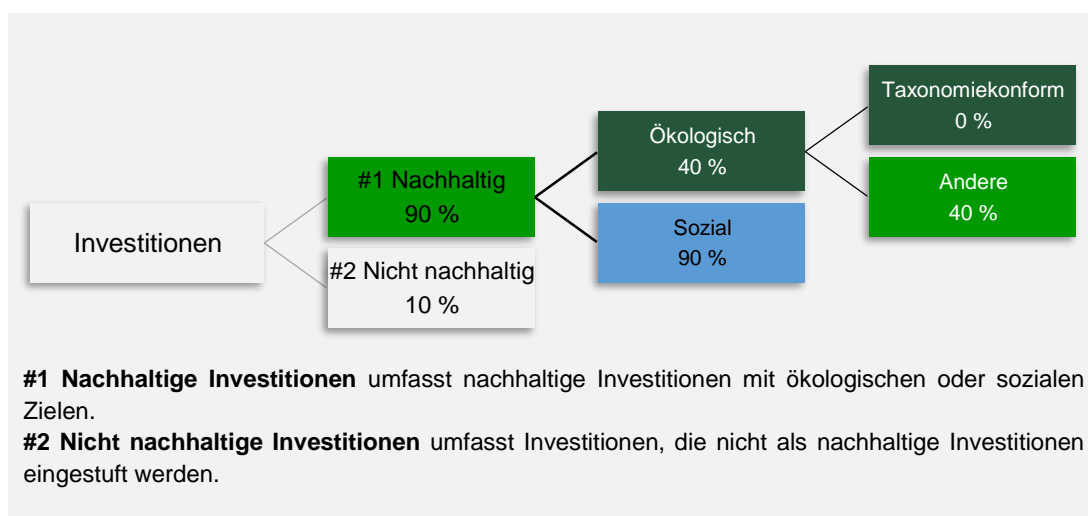 Investitionen
#1 Nachhaltig
90 %
#2 Nicht nachhaltig
10 %
Ökologisch
40 %
Sozial
90 %
Taxonomiekonform
0 %
Andere
40 %
#1 Nachhaltige Investitionen umfasst nachhaltige Investitionen mit ökologischen oder sozialen
Zielen.
#2 Nicht nachhaltige Investitionen umfasst Investitionen, die nicht als nachhaltige Investitionen
eingestuft werden.